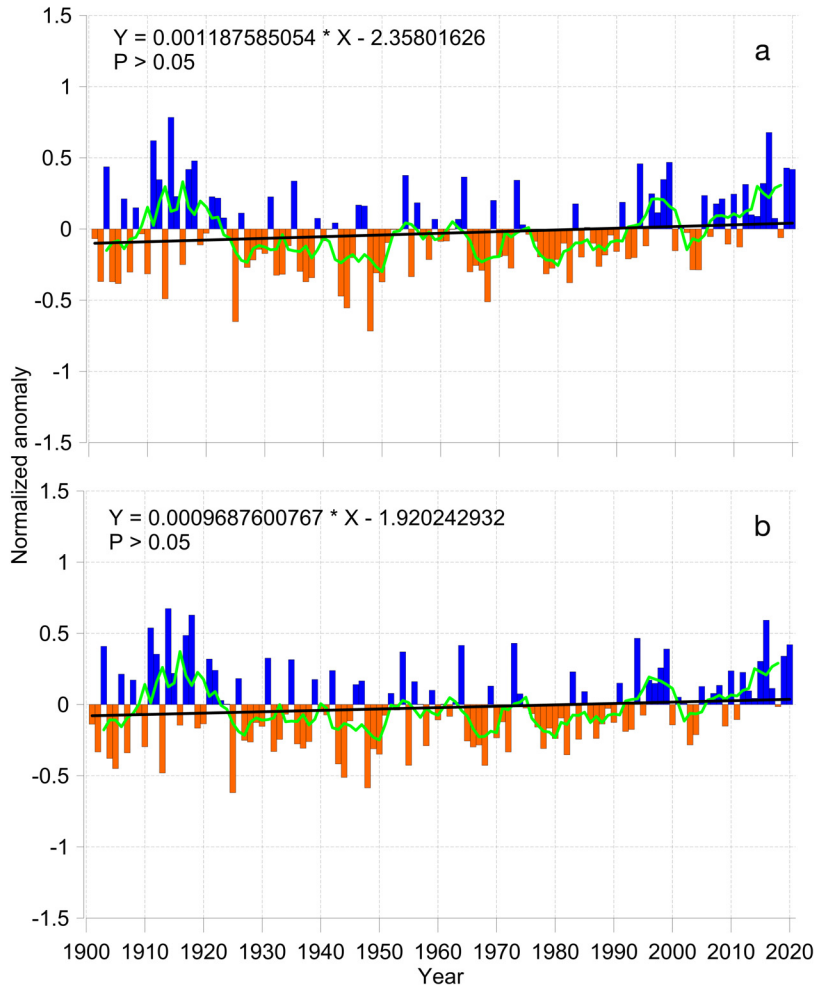 1.5
Y = 0.001187585054 * X - 2.35801626
P > 0.05
a
1
0.5
0
-0.5
-1
-1.5
Normalized anomaly
1.5
Y = 0.0009687600767 * X - 1.920242932
P > 0.05
b
1
0.5
0
-0.5
-1
-1.5
1900 1910 1920 1930 1940 1950 1960 1970 1980 1990 2000 2010 2020
Year